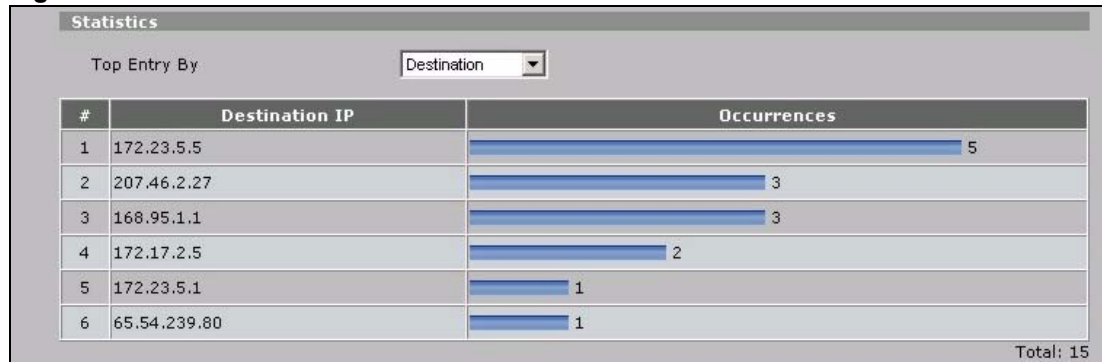 Statistics
Top Entry By Destination
# Destination IP Occurrences
1 172.23.5.5 5
2 207.46.2.27 3
3 168.95.1.1 3
4 172.17.2.5 2
5 172.23.5.1 1
6 65.54.239.80 1
Total: 15